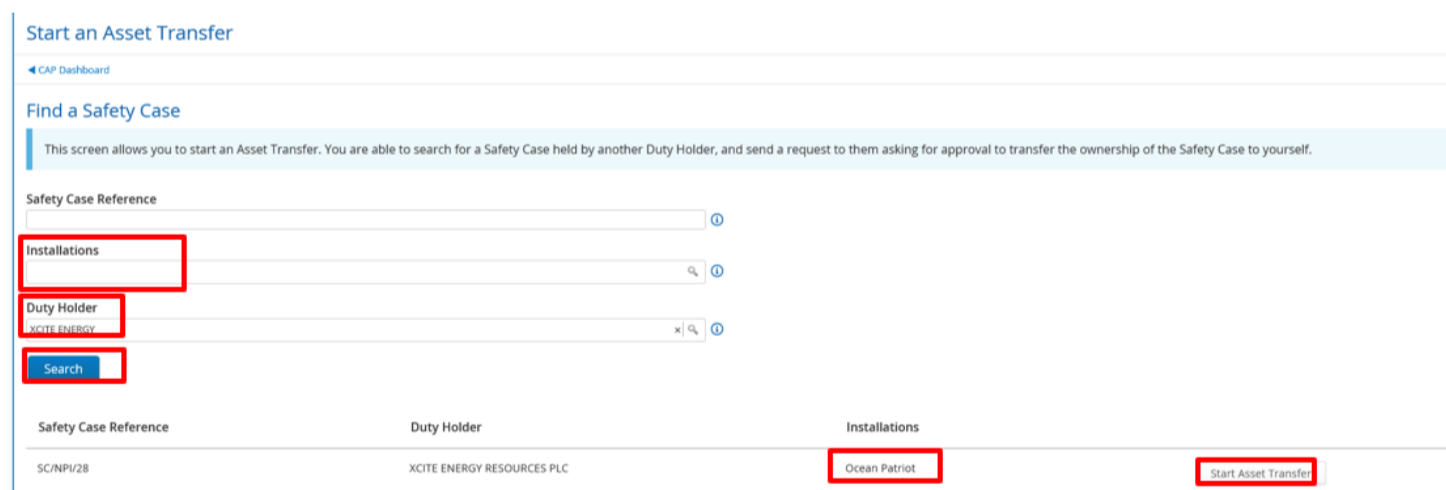 Start an Asset Transfer
CAP Dashboard
Find a Safety Case
This screen allows you to start an Asset Transfer. You are able to search for a Safety Case held by another Duty Holder, and send a request to them asking for approval to transfer the ownership of the Safety Case to yourself.
Safety Case Reference
Installations
Duty Holder
XCITE ENERGY
Search
Safety Case Reference Duty Holder Installations
SC/NPI/28 XCITE ENERGY RESOURCES PLC Ocean Patriot Start Asset Transfer